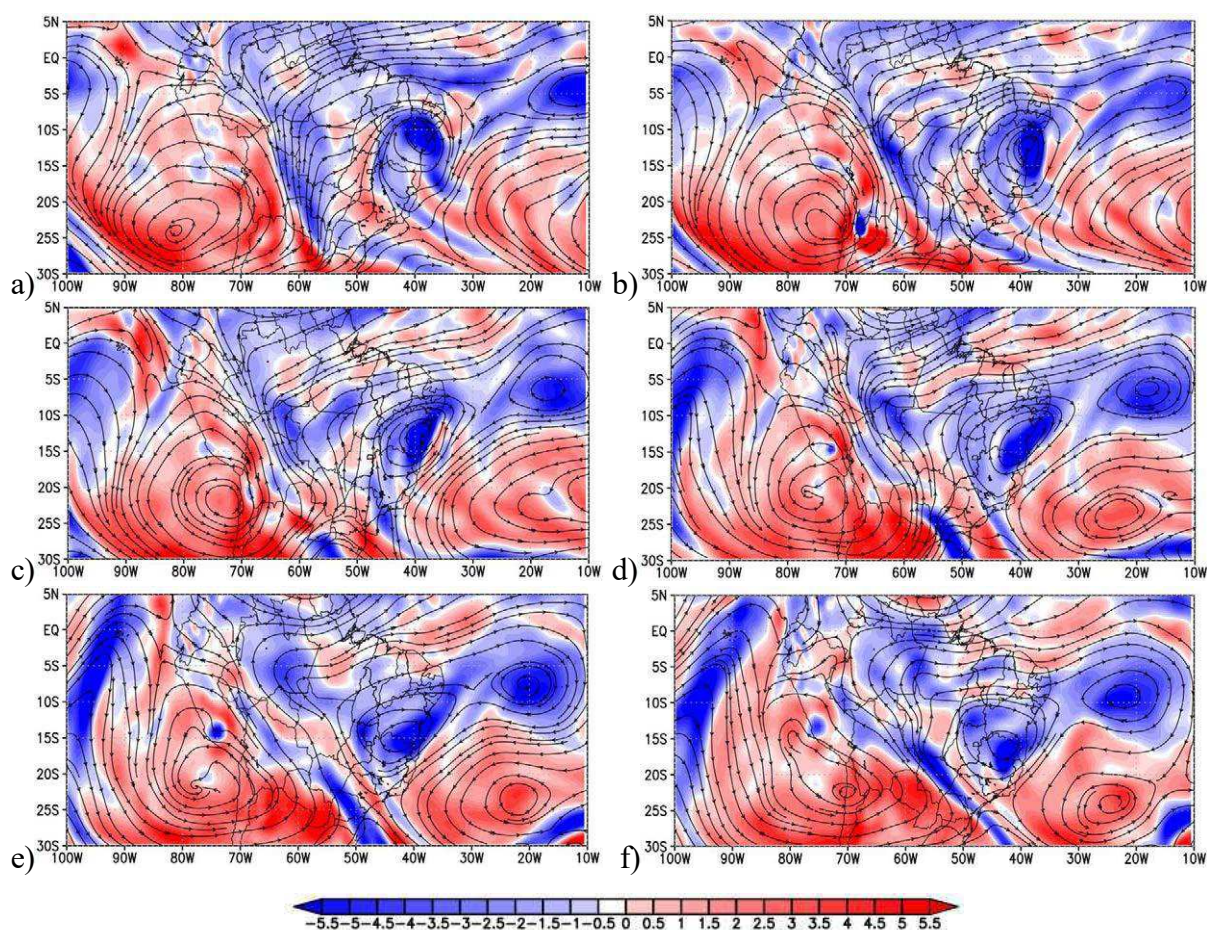 5N 5N
EQ EQ
5S 5S
10S 10S
15S 15S
20S 20S
25S 25S
a) 30S b) 30S
100W 90W 80W 70W 60W 50W 40W 30W 20W 10W 100W 90W 80W 70W 60W 50W 40W 30W 20W 10W
5N 5N
EQ EQ
5S 5S
10S 10S
15S 15S
20S 20S
25S 25S
c) 30S d) 30S
100W 90W 80W 70W 60W 50W 40W 30W 20W 10W 100W 90W 80W 70W 60W 50W 40W 30W 20W 10W
5N 5N
EQ EQ
5S 5S
10S 10S
15S 15S
20S 20S
25S 25S
e) 30S f) 30S
100W 90W 80W 70W 60W 50W 40W 30W 20W 10W 100W 90W 80W 70W 60W 50W 40W 30W 20W 10W
-5.5 -5 -4.5 -4 -3.5 -3 -2.5 -2 -1.5 -1 -0.5 0 0.5 1 1.5 2 2.5 3 3.5 4 4.5 5 5.5